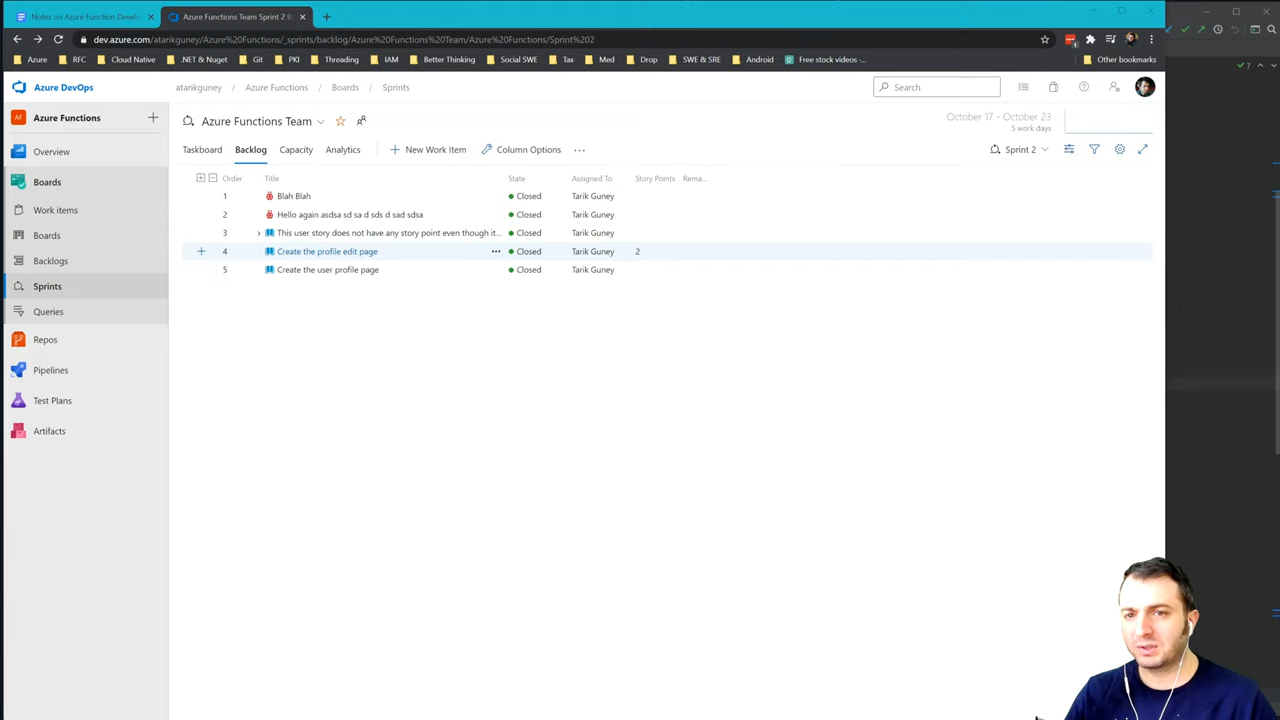 Notes on Azure Function Devel
Azure Functions Team Sprint 2 B
dev.azure.com/atarikguney/Azure%20Functions/_sprints/backlog/Azure%20Functions%20Team/Azure%20Functions/Sprint%202
Azure RFC Cloud Native .NET & Nuget Git PKI Threading IAM Better Thinking Social SWE Tax Med Drop SWE & SRE Android Free stock videos -... Other bookmarks
Azure DevOps atarikguney / Azure Functions / Boards / Sprints Search
AF Azure Functions
Azure Functions Team October 17 - October 23
5 work days
Overview
Taskboard Backlog Capacity Analytics New Work Item Column Options ... Sprint 2
Boards
Order Title State Assigned To Story Points Rema...
1 Blah Blah Closed Tarik Guney
Work items
2 Hello again asdsa sd sa d sds d sad sdsa Closed Tarik Guney
Boards
3 This user story does not have any story point even though it... Closed Tarik Guney
4 Create the profile edit page ... Closed Tarik Guney 2
Backlogs
5 Create the user profile page Closed Tarik Guney
Sprints
Queries
Repos
Pipelines
Test Plans
Artifacts
7